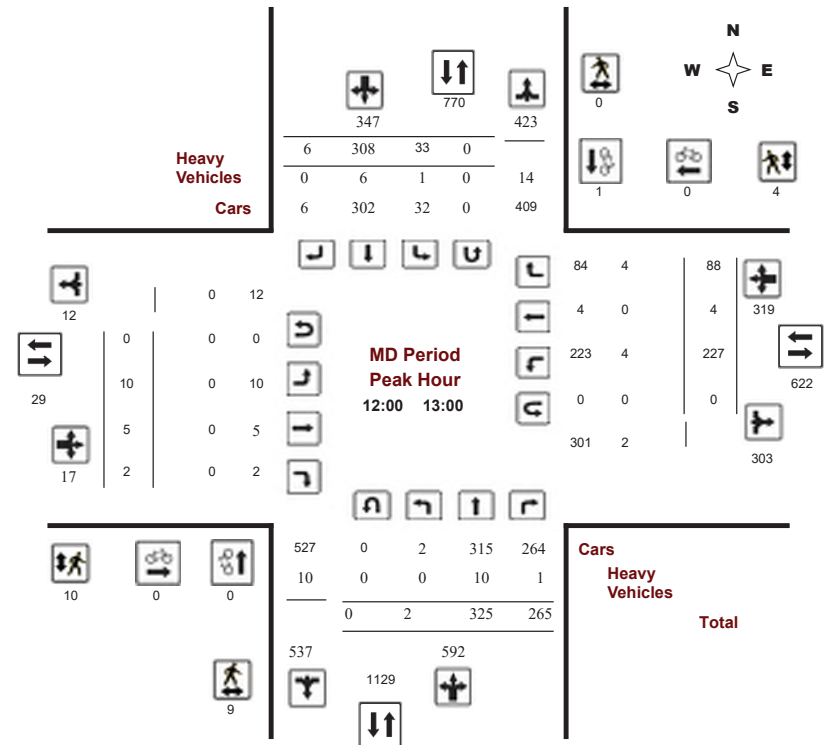 N
W E
S
770
0
347 423
6 308 33 0
Heavy
Vehicles
0 6 1 0 14
Cars
6 302 32 0 409
1 0 4
84 4 88
0 12
12
4 0 4 319
0 0 0
MD Period
Peak Hour
12:00 13:00
223 4 227
622
10 0 10
29
0 0 0
5 0 5
301 2
303
17
2 0 2
527 0 2 315 264 Cars
10 0 0 10 1 Heavy
Vehicles
10 0 0
0 2 325 265 Total
537 592
1129
9